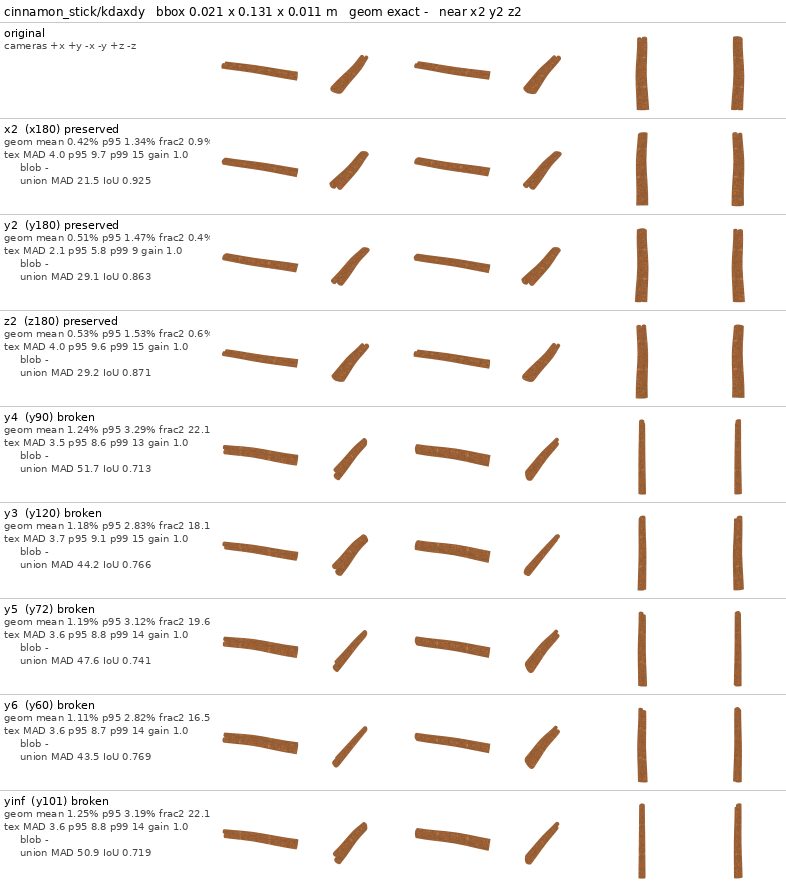 cinnamon_stick/kdaxdy bbox 0.021 x 0.131 x 0.011 m geom exact - near x2 y2 z2
original
cameras +x +y -x -y +z -z
x2 (x180) preserved
geom mean 0.42% p95 1.34% frac2 0.9%
tex MAD 4.0 p95 9.7 p99 15 gain 1.0
blob -
union MAD 21.5 IoU 0.925
y2 (y180) preserved
geom mean 0.51% p95 1.47% frac2 0.4%
tex MAD 2.1 p95 5.8 p99 9 gain 1.0
blob -
union MAD 29.1 IoU 0.863
z2 (z180) preserved
geom mean 0.53% p95 1.53% frac2 0.6%
tex MAD 4.0 p95 9.6 p99 15 gain 1.0
blob -
union MAD 29.2 IoU 0.871
y4 (y90) broken
geom mean 1.24% p95 3.29% frac2 22.1
tex MAD 3.5 p95 8.6 p99 13 gain 1.0
blob -
union MAD 51.7 IoU 0.713
y3 (y120) broken
geom mean 1.18% p95 2.83% frac2 18.1
tex MAD 3.7 p95 9.1 p99 15 gain 1.0
blob -
union MAD 44.2 IoU 0.766
y5 (y72) broken
geom mean 1.19% p95 3.12% frac2 19.6
tex MAD 3.6 p95 8.8 p99 14 gain 1.0
blob -
union MAD 47.6 IoU 0.741
y6 (y60) broken
geom mean 1.11% p95 2.82% frac2 16.5
tex MAD 3.6 p95 8.7 p99 14 gain 1.0
blob -
union MAD 43.5 IoU 0.769
yinf (y101) broken
geom mean 1.25% p95 3.19% frac2 22.1
tex MAD 3.6 p95 8.8 p99 14 gain 1.0
blob -
union MAD 50.9 IoU 0.719